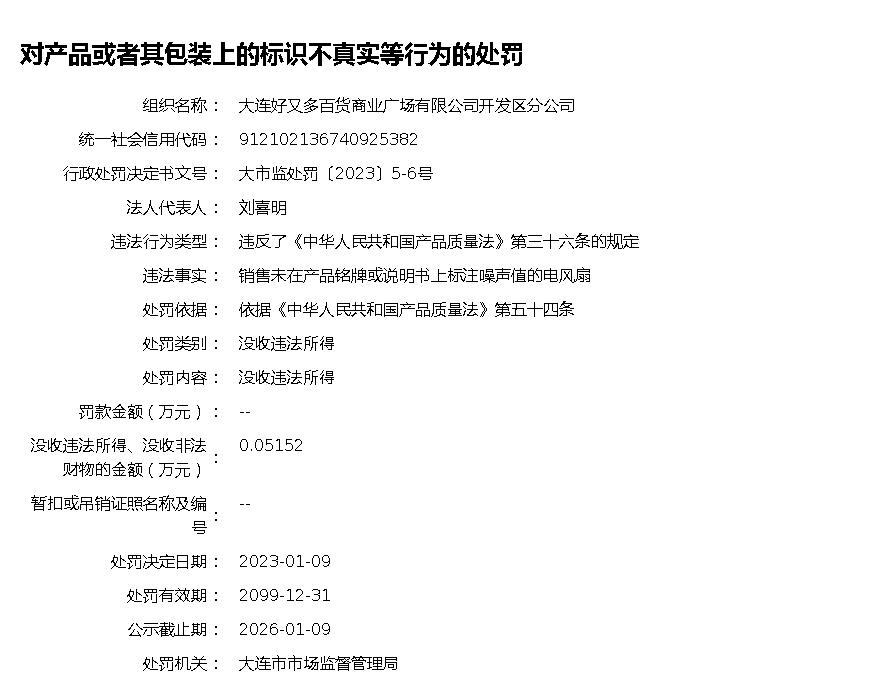 对产品或者其包装上的标识不真实等行为的处罚
组织名称： 大连好又多百货商业广场有限公司开发区分公司
统一社会信用代码： 912102136740925382
行政处罚决定书文号： 大市监处罚〔2023〕5-6号
法人代表人： 刘喜明
违法行为类型： 违反了《中华人民共和国产品质量法》第三十六条的规定
违法事实： 销售未在产品铭牌或说明书上标注噪声值的电风扇
处罚依据： 依据《中华人民共和国产品质量法》第五十四条
处罚类别： 没收违法所得
处罚内容： 没收违法所得
罚款金额（万元）： --
没收违法所得、没收非法
财物的金额（万元）： 0.05152
暂扣或吊销证照名称及编
号： --
处罚决定日期： 2023-01-09
处罚有效期： 2099-12-31
公示截止期： 2026-01-09
处罚机关： 大连市市场监督管理局